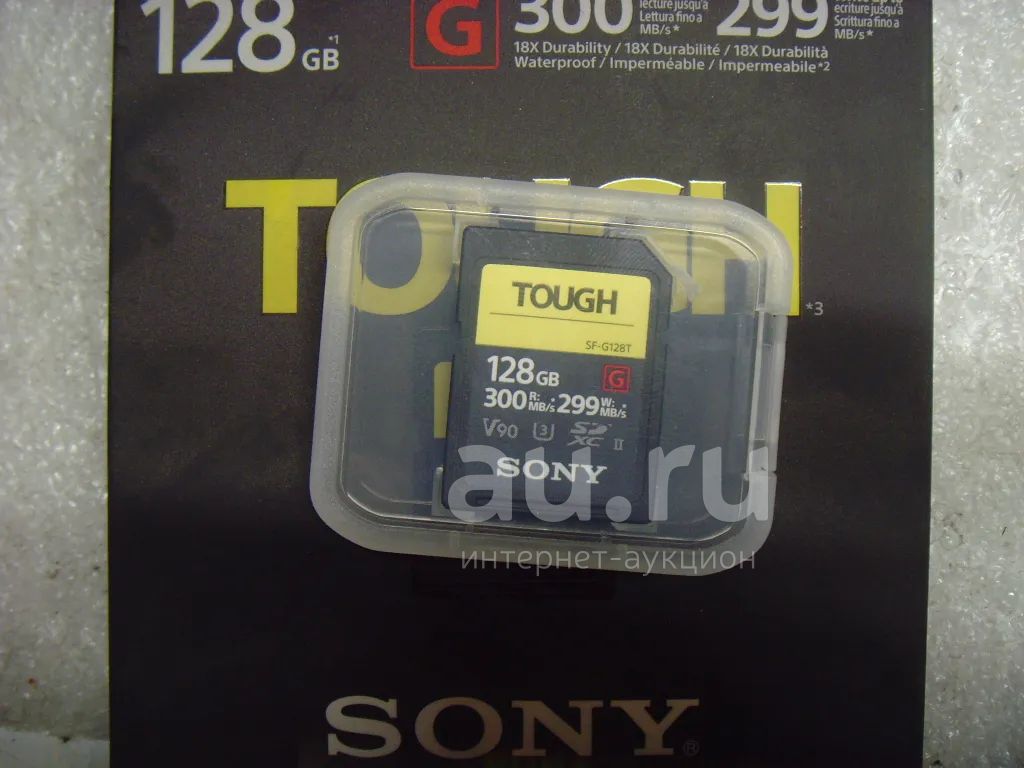 128 GB *1
G
300 lecture jusqu'à
Lettura fino a
MB/s*
299 écriture jusqu'à
Scrittura fino a
MB/s*
18X Durability / 18X Durabilité / 18X Durabilità
Waterproof / Imperméable / Impermeabile*2
TOUGH
*3
TOUGH
SF-G128T
128GB G
300 R: MB/s 299 W: MB/s
V90 U3 SD XC II
SONY
au.ru
интернет-аукцион
SONY®